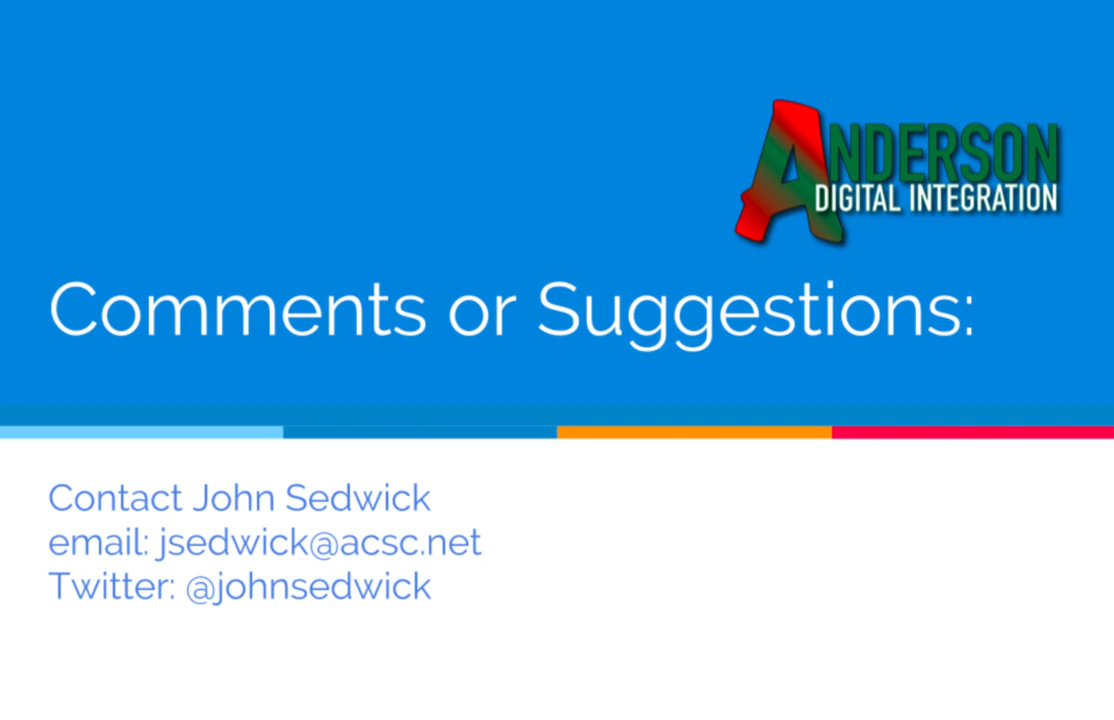 ANDERSON
DIGITAL INTEGRATION
Comments or Suggestions:
Contact John Sedwick
email: jsedwick@acsc.net
Twitter: @johnsedwick